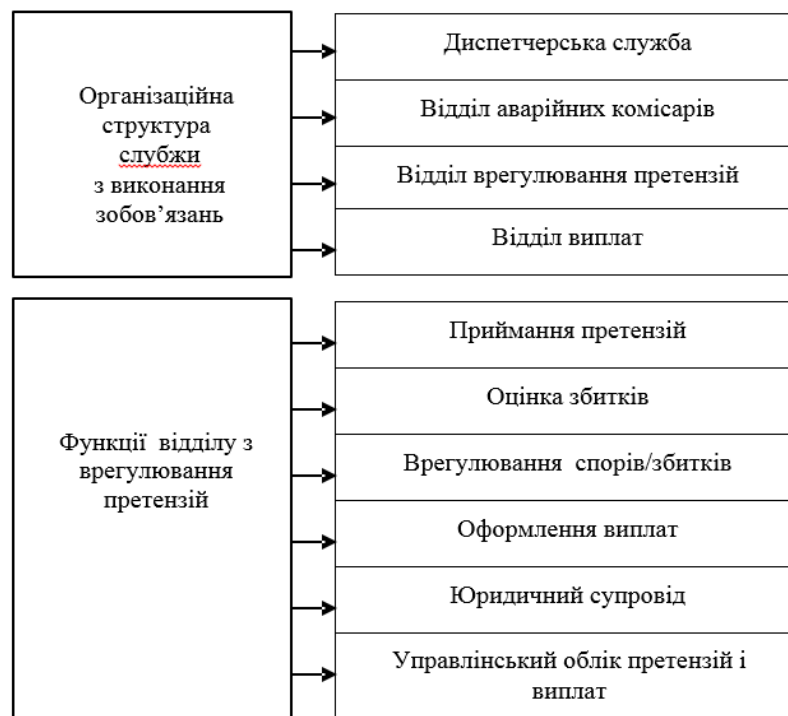 Організаційна
структура
слубжи
з виконання
зобов’язань
Диспетчерська служба
Відділ аварійних комісарів
Відділ врегулювання претензій
Відділ виплат
Функції відділу з
врегулювання
претензій
Приймання претензій
Оцінка збитків
Врегулювання спорів/збитків
Оформлення виплат
Юридичний супровід
Управлінський облік претензій і
виплат